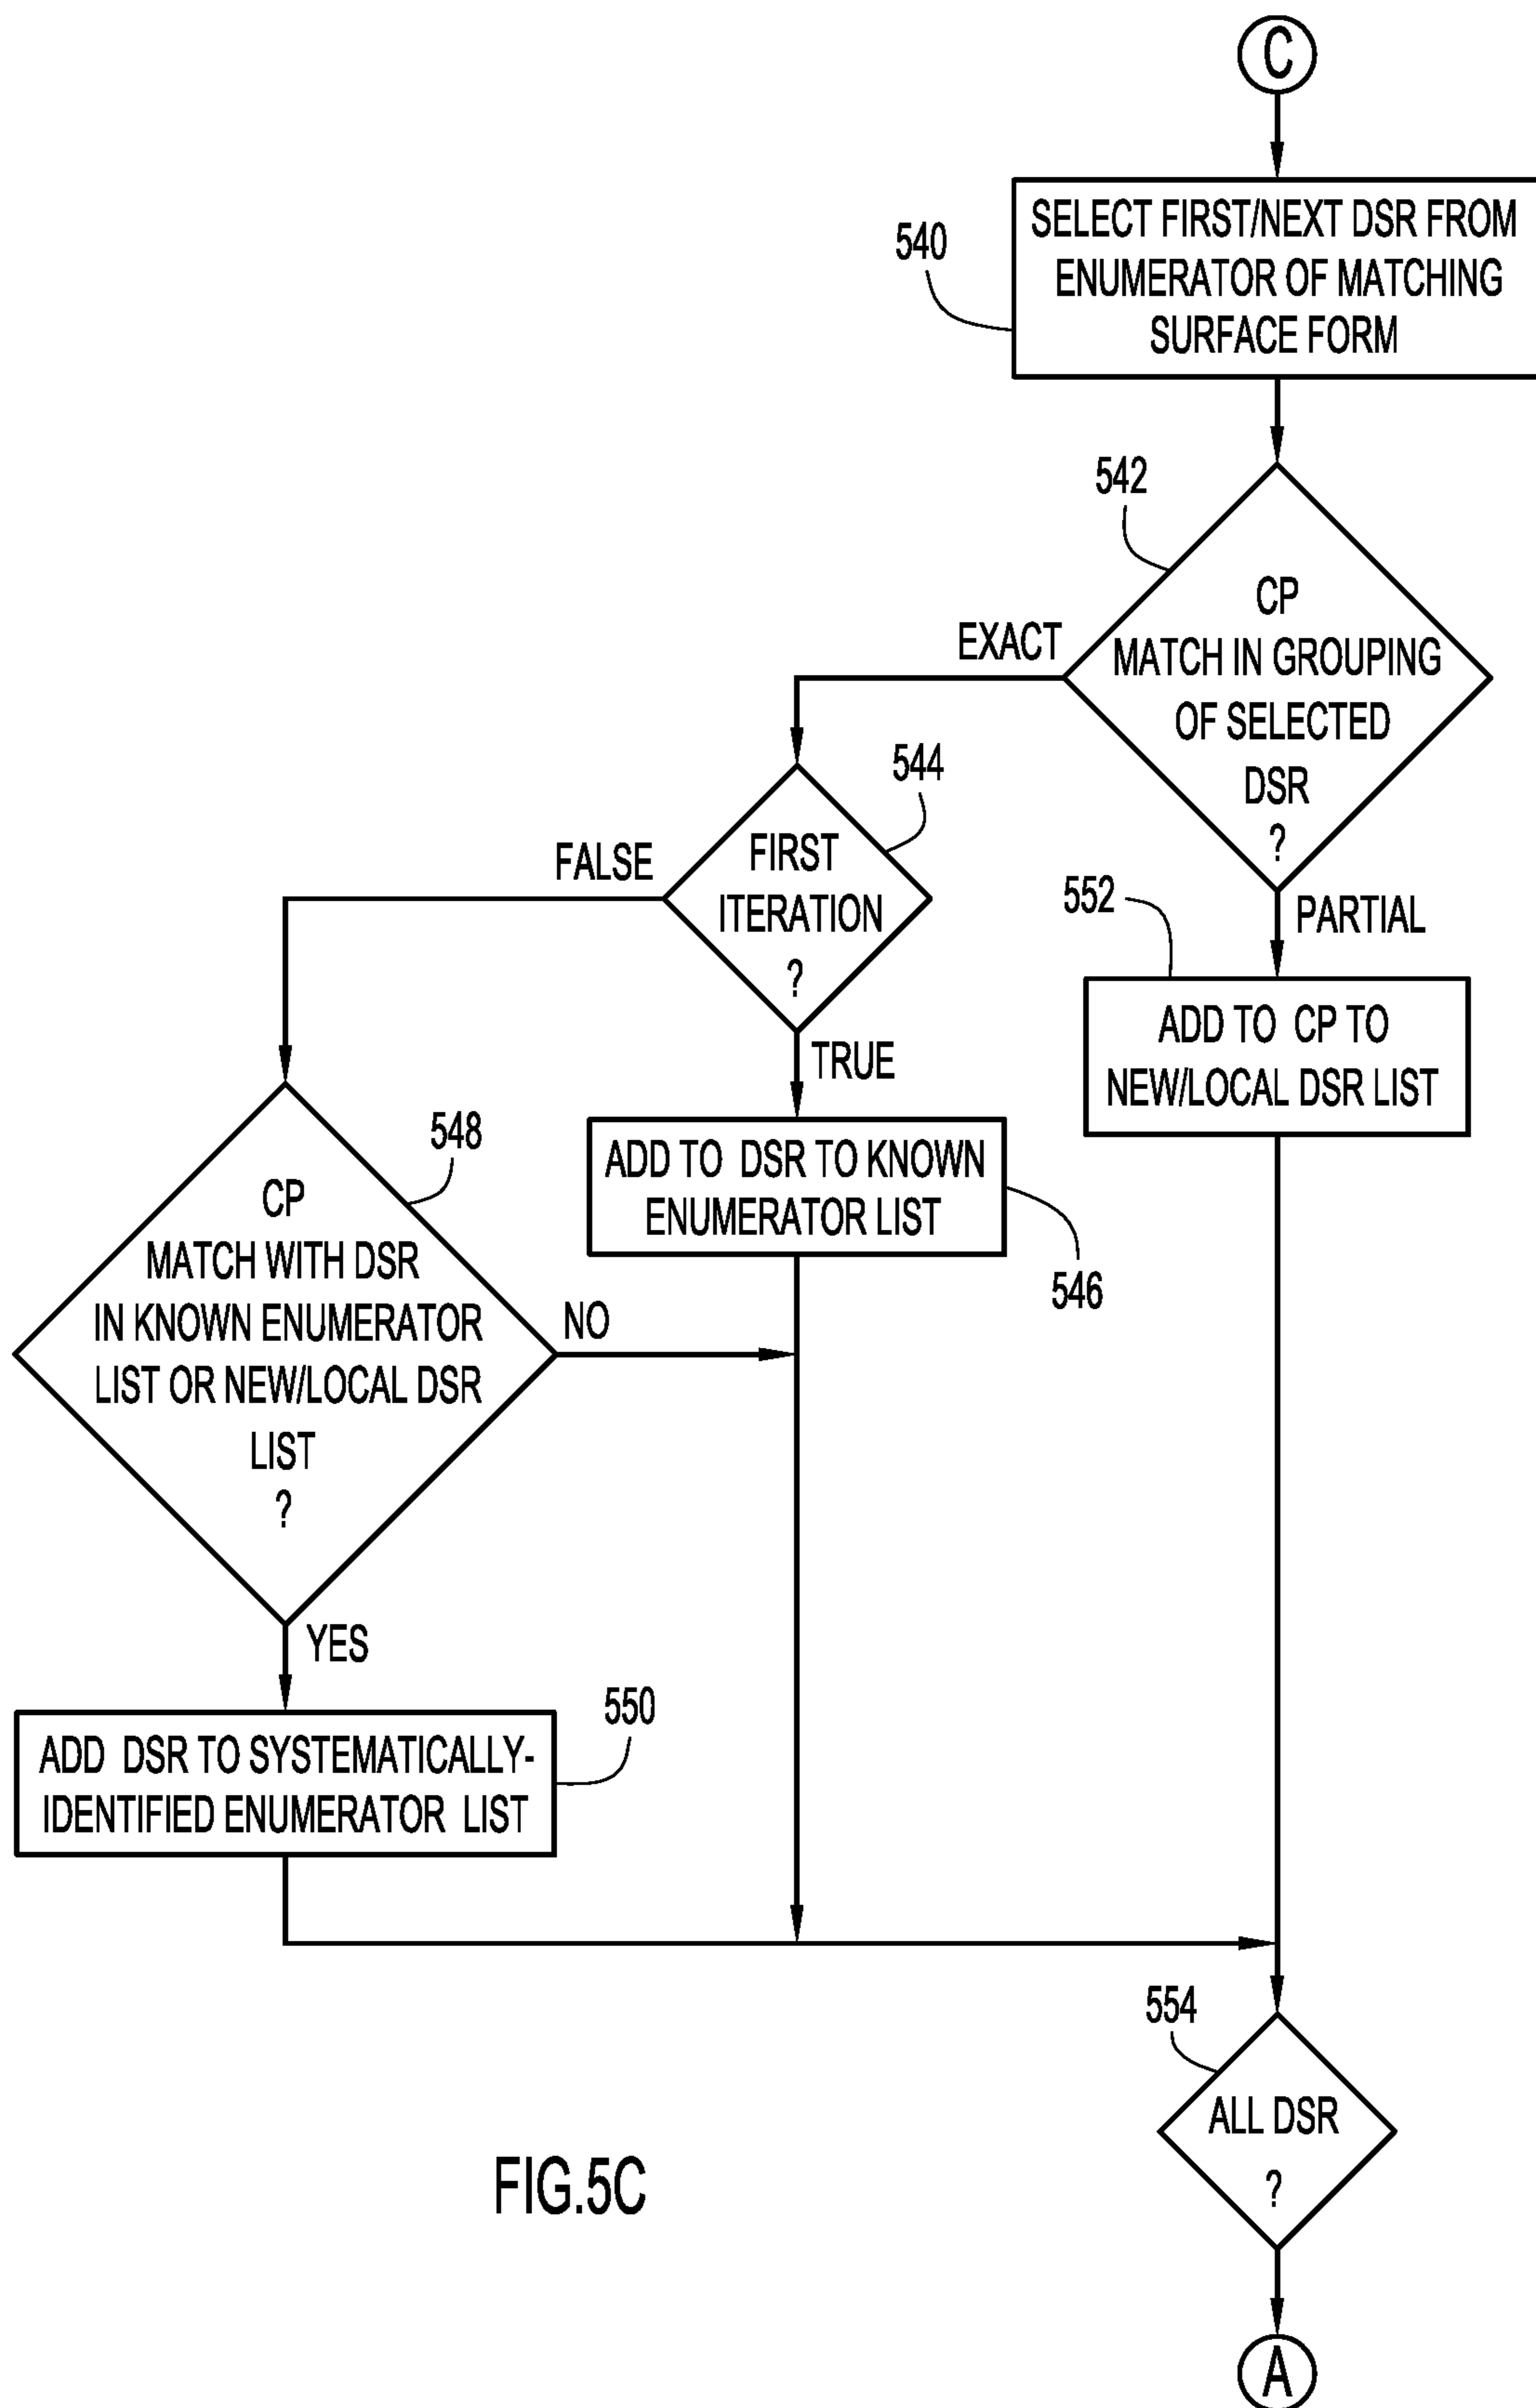 C
SELECT FIRST/NEXT DSR FROM
ENUMERATOR OF MATCHING
SURFACE FORM
540
542
CP
MATCH IN GROUPING
OF SELECTED
DSR
?
EXACT
PARTIAL
544
FIRST
ITERATION
?
FALSE
TRUE
552
ADD TO CP TO
NEW/LOCAL DSR LIST
ADD TO DSR TO KNOWN
ENUMERATOR LIST
546
548
CP
MATCH WITH DSR
IN KNOWN ENUMERATOR
LIST OR NEW/LOCAL DSR
LIST
?
NO
YES
550
ADD DSR TO SYSTEMATICALLY-
IDENTIFIED ENUMERATOR LIST
554
ALL DSR
?
FIG.5C
A